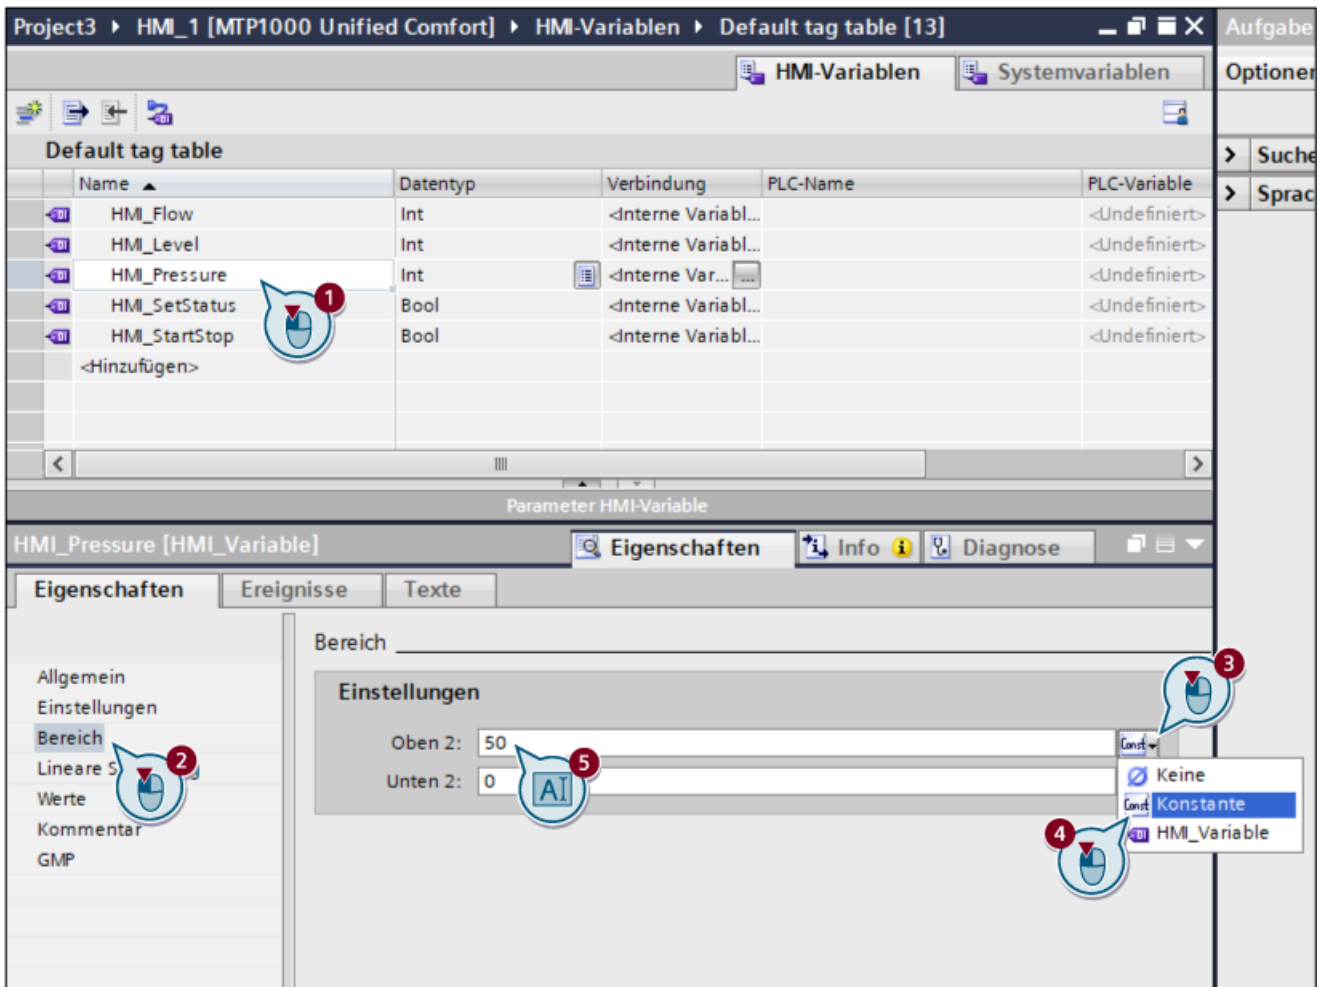 Project3 ▸ HMI_1 [MTP1000 Unified Comfort] ▸ HMI-Variablen ▸ Default tag table [13]
Aufgabe
HMI-Variablen Systemvariablen
Optionen
Default tag table
Suche
Sprac
Name Datentyp Verbindung PLC-Name PLC-Variable
HMI_Flow Int <Interne Variabl... <Undefiniert>
HMI_Level Int <Interne Variabl... <Undefiniert>
HMI_Pressure Int <Interne Var... ... <Undefiniert>
1
HMI_SetStatus Bool <Interne Variabl... <Undefiniert>
HMI_StartStop Bool <Interne Variabl... <Undefiniert>
<Hinzufügen>
Parameter HMI-Variable
HMI_Pressure [HMI_Variable]
Eigenschaften Info Diagnose
Eigenschaften Ereignisse Texte
Bereich
Allgemein
Einstellungen
Bereich
2
Lineare S
Werte
Kommentar
GMP
Einstellungen
3
Oben 2: 50 Const
5
AI
Unten 2: 0
Keine
Const Konstante
4
HMI_Variable